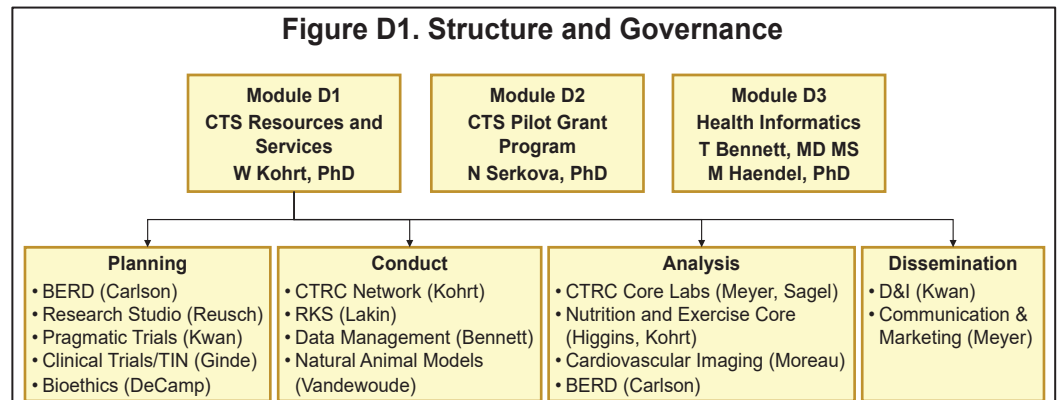 Figure D1. Structure and Governance
Module D1
CTS Resources and
Services
W Kohrt, PhD
Module D2
CTS Pilot Grant
Program
N Serkova, PhD
Module D3
Health Informatics
T Bennett, MD MS
M Haendel, PhD
Planning
• BERD (Carlson)
• Research Studio (Reusch)
• Pragmatic Trials (Kwan)
• Clinical Trials/TIN (Ginde)
• Bioethics (DeCamp)
Conduct
• CTRC Network (Kohrt)
• RKS (Lakin)
• Data Management (Bennett)
• Natural Animal Models
(Vandewoude)
Analysis
• CTRC Core Labs (Meyer, Sagel)
• Nutrition and Exercise Core
(Higgins, Kohrt)
• Cardiovascular Imaging (Moreau)
• BERD (Carlson)
Dissemination
• D&I (Kwan)
• Communication &
Marketing (Meyer)